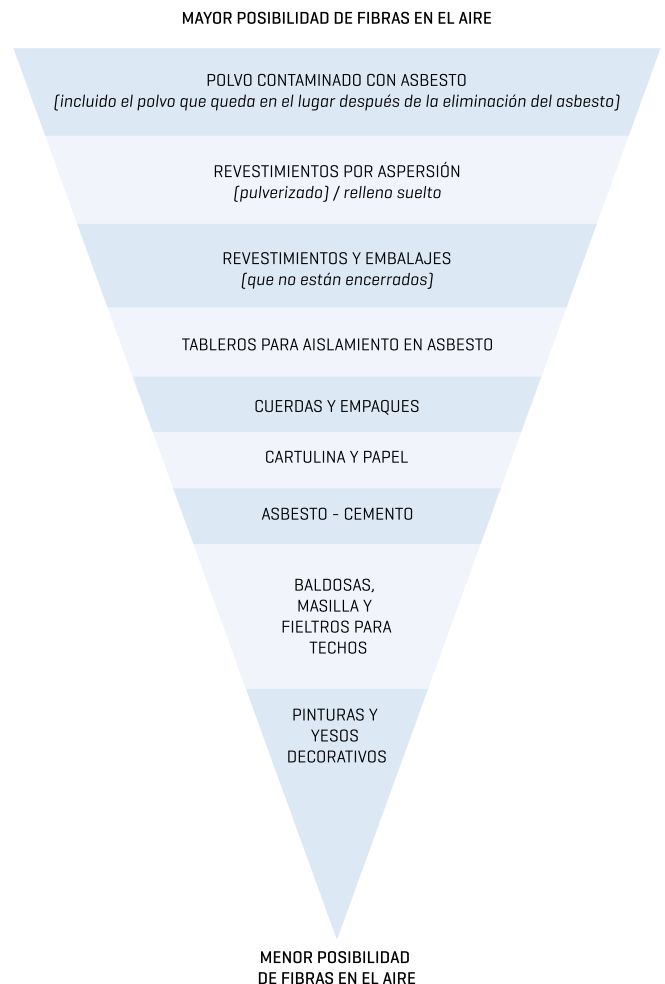 MAYOR POSIBILIDAD DE FIBRAS EN EL AIRE
POLVO CONTAMINADO CON ASBESTO
(incluido el polvo que queda en el lugar después de la eliminación del asbesto)
REVESTIMIENTOS POR ASPERSIÓN
(pulverizado) / relleno suelto
REVESTIMIENTOS Y EMBALAJES
(que no están encerrados)
TABLEROS PARA AISLAMIENTO EN ASBESTO
CUERDAS Y EMPAQUES
CARTULINA Y PAPEL
ASBESTO - CEMENTO
BALDOSAS,
MASILLA Y
FIELTROS PARA
TECHOS
PINTURAS Y
YESOS
DECORATIVOS
MENOR POSIBILIDAD
DE FIBRAS EN EL AIRE